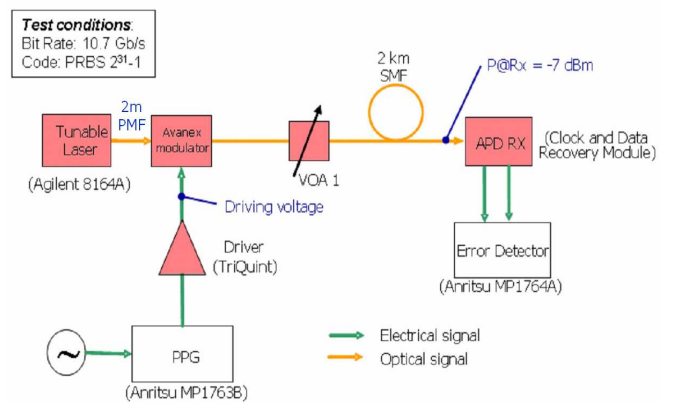 Test conditions:
Bit Rate: 10.7 Gb/s
Code: PRBS 2³¹-1
2 km
SMF
P@Rx = -7 dBm
2m
PMF
Tunable
Laser
Avanex
modulator
APD RX
(Clock and Data
Recovery Module)
(Agilent 8164A)
VOA 1
Driving voltage
Driver
(TriQuint)
Error Detector
(Anritsu MP1764A)
Electrical signal
Optical signal
~
PPG
(Anritsu MP1763B)